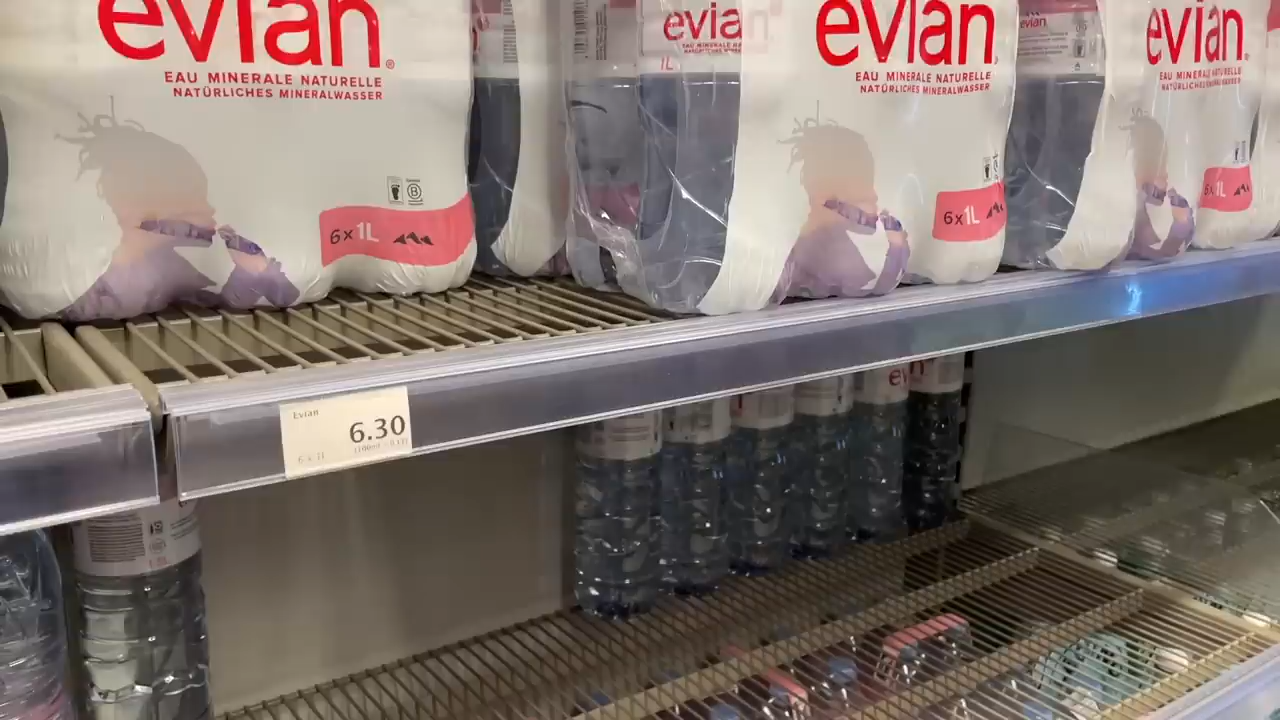 evian
EAU MINERALE NATURELLE
NATÜRLICHES MINERALWASSER
6x1L
evian
1L
evian
EAU MINERALE NATURELLE
NATÜRLICHES MINERALWASSER
6x1L
evian
evian
EAU MINERALE NATURELLE
NATÜRLICHES MINERALWASSER
6x1L
Evian
6.30
6 x 1l